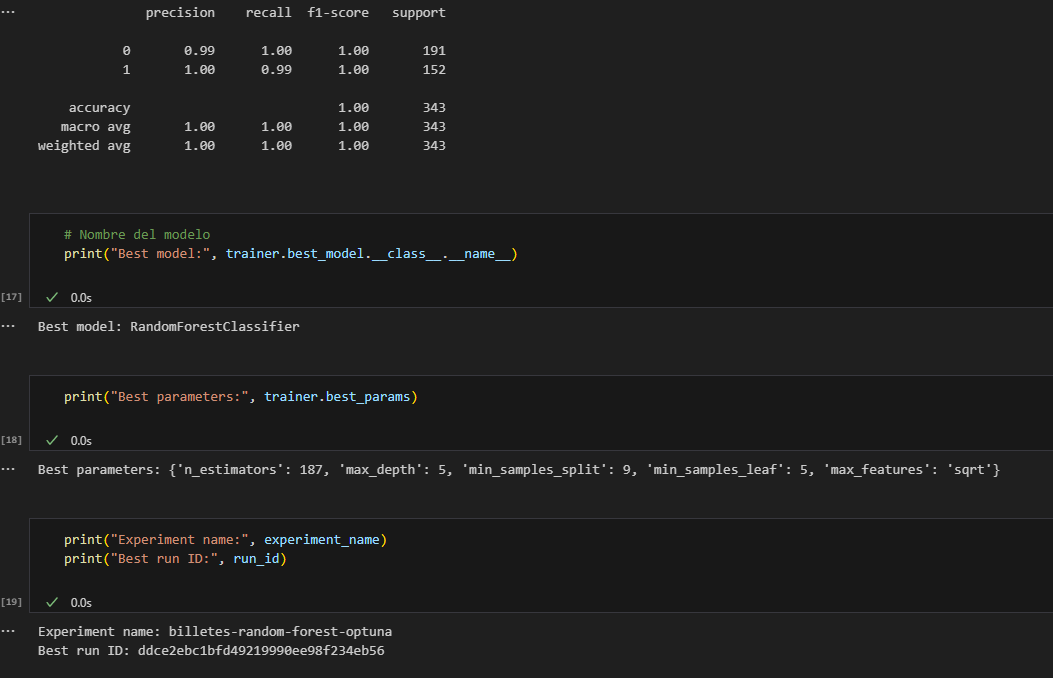 ... precision recall f1-score support
0 0.99 1.00 1.00 191
1 1.00 0.99 1.00 152
accuracy 1.00 343
macro avg 1.00 1.00 1.00 343
weighted avg 1.00 1.00 1.00 343
# Nombre del modelo
print("Best model:", trainer.best_model.__class__.__name__)
[17] ✓ 0.0s
... Best model: RandomForestClassifier
print("Best parameters:", trainer.best_params)
[18] ✓ 0.0s
... Best parameters: {'n_estimators': 187, 'max_depth': 5, 'min_samples_split': 9, 'min_samples_leaf': 5, 'max_features': 'sqrt'}
print("Experiment name:", experiment_name)
print("Best run ID:", run_id)
[19] ✓ 0.0s
... Experiment name: billetes-random-forest-optuna
Best run ID: ddce2ebc1bfd49219990ee98f234eb56